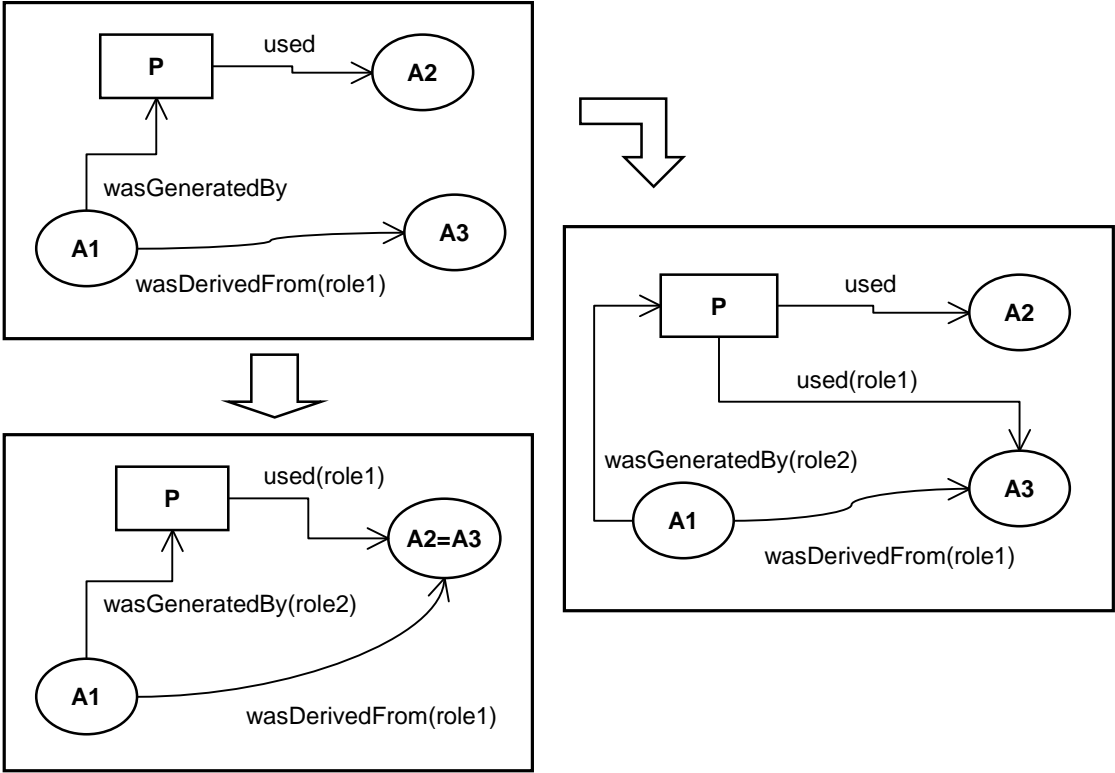 used
P
A2
wasGeneratedBy
A1
A3
wasDerivedFrom(role1)
used
P
A2
used(role1)
wasGeneratedBy(role2)
A1
A3
wasDerivedFrom(role1)
used(role1)
P
A2=A3
wasGeneratedBy(role2)
A1
wasDerivedFrom(role1)